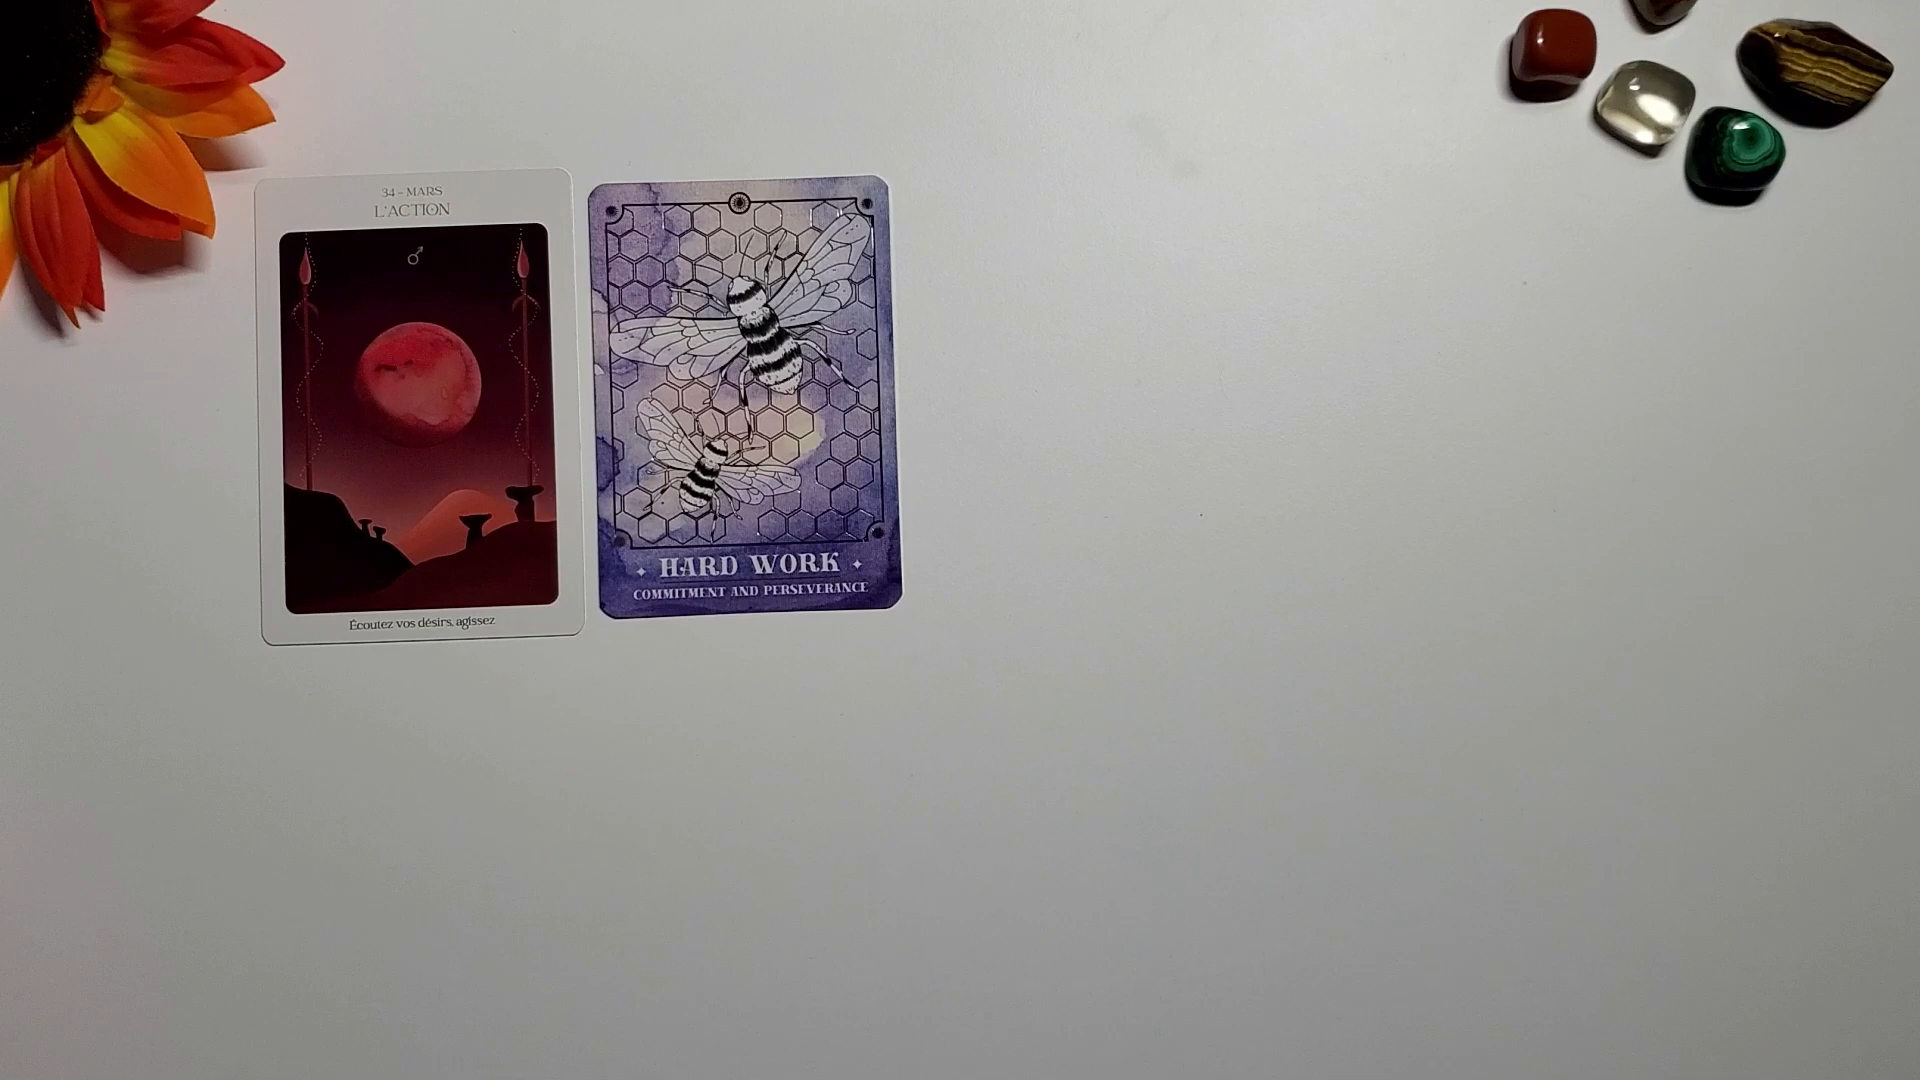 34 - MARS
L'ACTION
Écoutez vos désirs, agissez
HARD WORK
COMMITMENT AND PERSEVERANCE